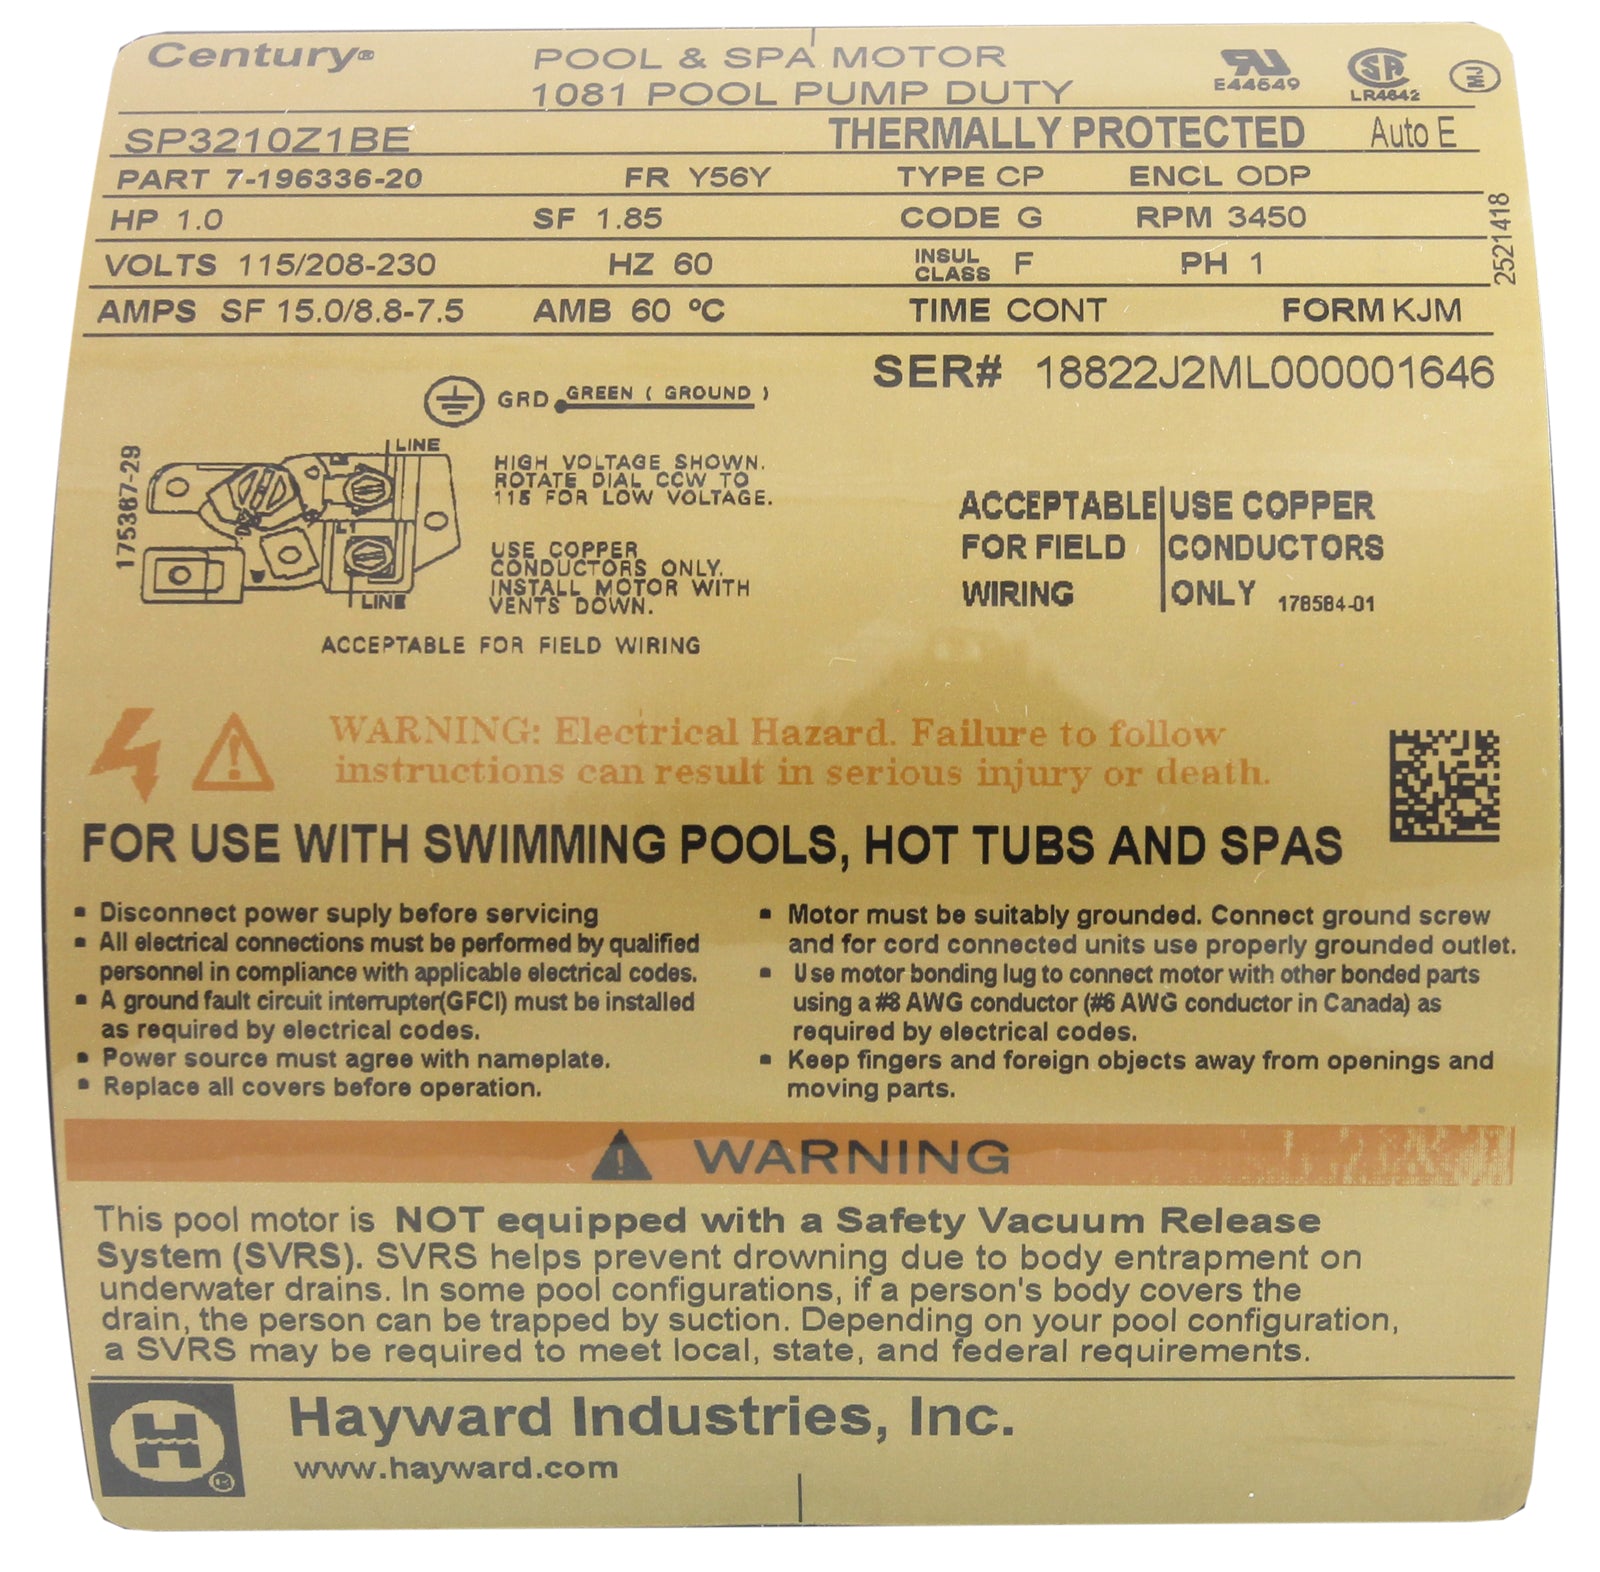 Century®
POOL & SPA MOTOR
1081 POOL PUMP DUTY
E44649
LR4642
MJ
SP3210Z1BE
THERMALLY PROTECTED
Auto E
PART 7-196336-20 FR Y56Y TYPE CP ENCL ODP
HP 1.0 SF 1.85 CODE G RPM 3450
VOLTS 115/208-230 HZ 60 INSUL CLASS F PH 1
AMPS SF 15.0/8.8-7.5 AMB 60 ºC TIME CONT FORM KJM
2521418
SER# 18822J2ML000001646
GRD GREEN ( GROUND )
175367-29
LINE
L1
LINE
HIGH VOLTAGE SHOWN.
ROTATE DIAL CCW TO
115 FOR LOW VOLTAGE.
USE COPPER
CONDUCTORS ONLY.
INSTALL MOTOR WITH
VENTS DOWN.
ACCEPTABLE FOR FIELD WIRING
ACCEPTABLE USE COPPER
FOR FIELD CONDUCTORS
WIRING ONLY 178584-01
WARNING: Electrical Hazard. Failure to follow
instructions can result in serious injury or death.
FOR USE WITH SWIMMING POOLS, HOT TUBS AND SPAS
▪ Disconnect power suply before servicing
▪ All electrical connections must be performed by qualified
personnel in compliance with applicable electrical codes.
▪ A ground fault circuit interrupter(GFCI) must be installed
as required by electrical codes.
▪ Power source must agree with nameplate.
▪ Replace all covers before operation.
▪ Motor must be suitably grounded. Connect ground screw
and for cord connected units use properly grounded outlet.
▪ Use motor bonding lug to connect motor with other bonded parts
using a #8 AWG conductor (#6 AWG conductor in Canada) as
required by electrical codes.
▪ Keep fingers and foreign objects away from openings and
moving parts.
WARNING
This pool motor is NOT equipped with a Safety Vacuum Release
System (SVRS). SVRS helps prevent drowning due to body entrapment on
underwater drains. In some pool configurations, if a person's body covers the
drain, the person can be trapped by suction. Depending on your pool configuration,
a SVRS may be required to meet local, state, and federal requirements.
H
Hayward Industries, Inc.
www.hayward.com